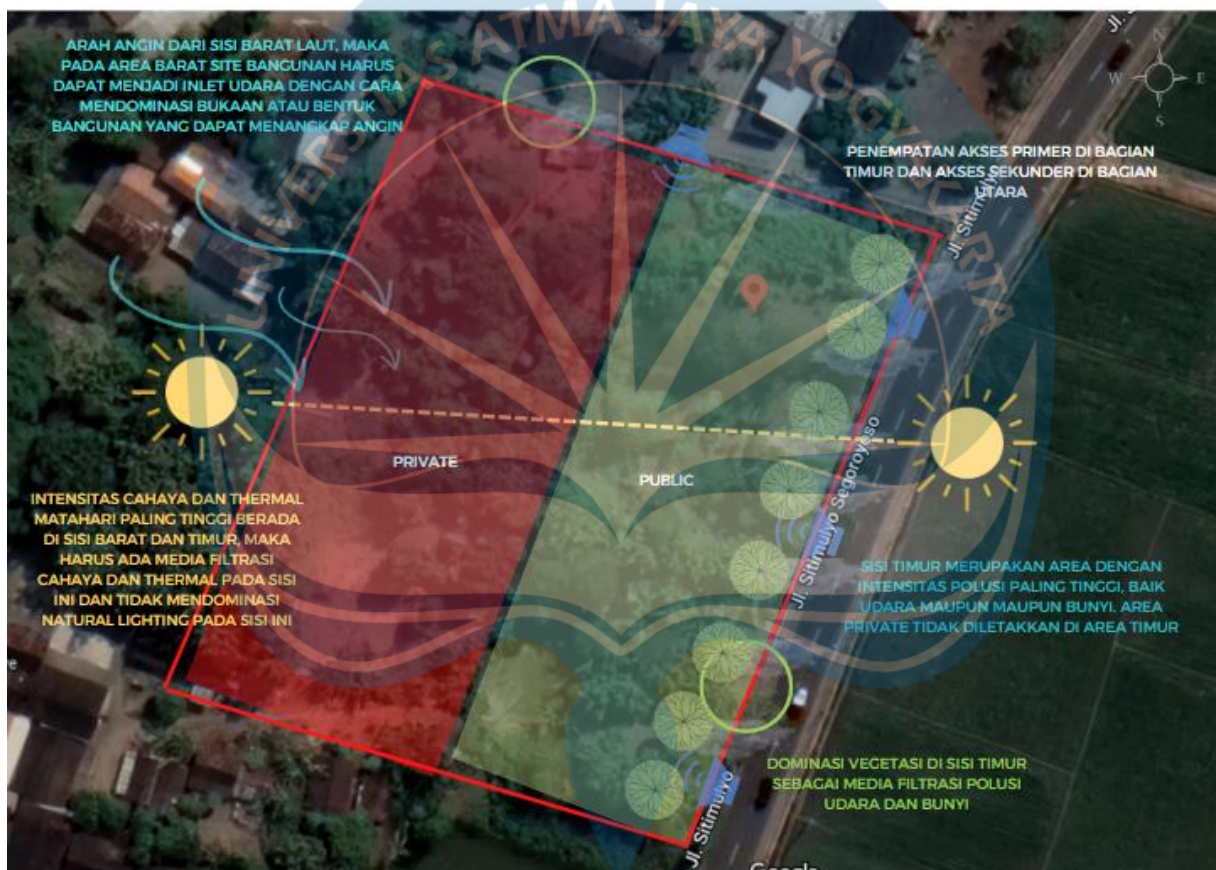 UNIVERSITAS ATMA JAYA YOGYAKARTA
ARAH ANGIN DARI SISI BARAT LAUT, MAKA
PADA AREA BARAT SITE BANGUNAN HARUS
DAPAT MENJADI INLET UDARA DENGAN CARA
MENDOMINASI BUKAAN ATAU BENTUK
BANGUNAN YANG DAPAT MENANGKAP ANGIN
N
W
E
S
PENEMPATAN AKSES PRIMER DI BAGIAN
TIMUR DAN AKSES SEKUNDER DI BAGIAN
UTARA
Jl. Sitimulyo
PRIVATE
PUBLIC
Jl. Sitimulyo Segoroyoso
INTENSITAS CAHAYA DAN THERMAL
MATAHARI PALING TINGGI BERADA
DI SISI BARAT DAN TIMUR, MAKA
HARUS ADA MEDIA FILTRASI
CAHAYA DAN THERMAL PADA SISI
INI DAN TIDAK MENDOMINASI
NATURAL LIGHTING PADA SISI INI
SISI TIMUR MERUPAKAN AREA DENGAN
INTENSITAS POLUSI PALING TINGGI, BAIK
UDARA MAUPUN MAUPUN BUNYI. AREA
PRIVATE TIDAK DILETAKKAN DI AREA TIMUR
DOMINASI VEGETASI DI SISI TIMUR
SEBAGAI MEDIA FILTRASI POLUSI
UDARA DAN BUNYI
Jl. Sitimulyo
Google